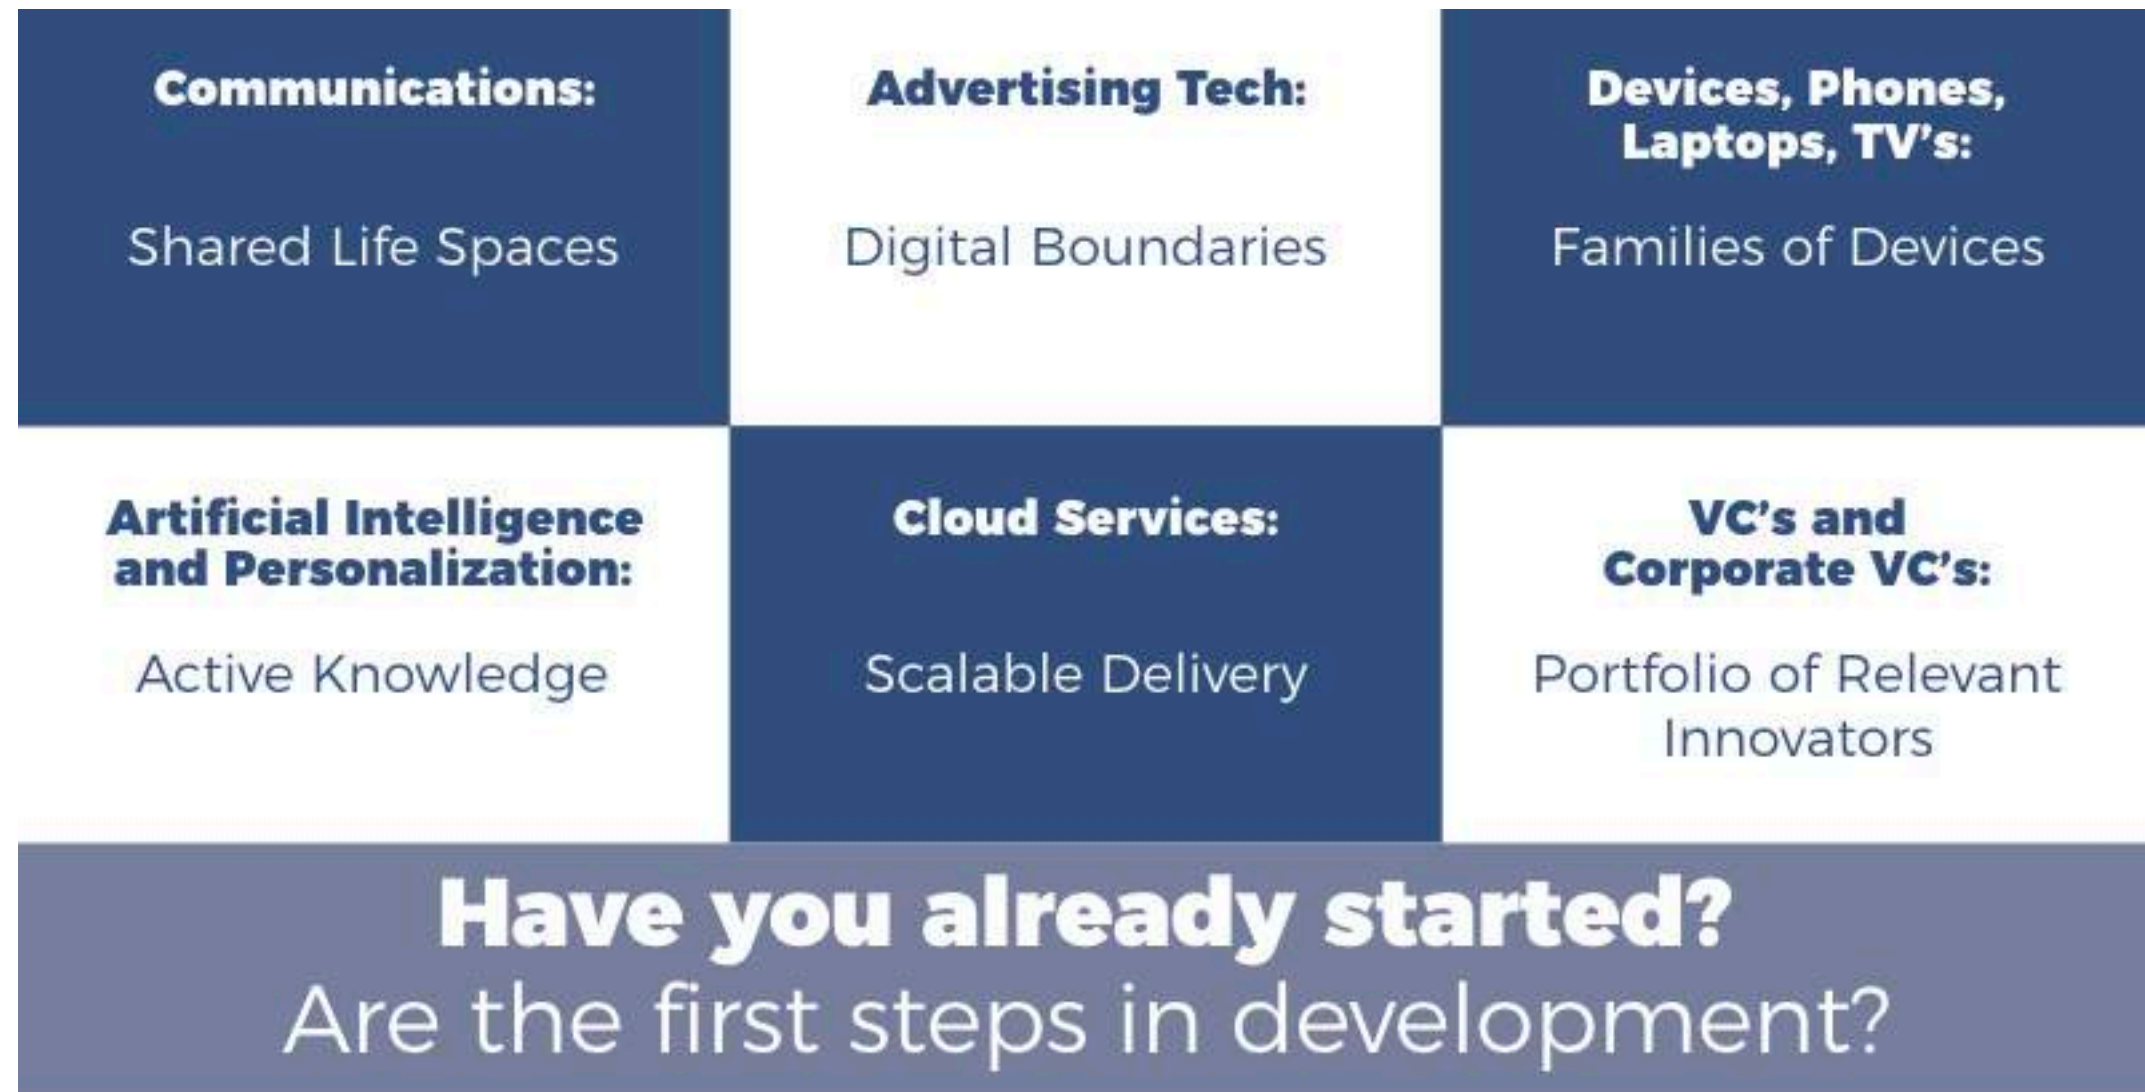 Communications:
Shared Life Spaces
Advertising Tech:
Digital Boundaries
Devices, Phones,
Laptops, TV's:
Families of Devices
Artificial Intelligence
and Personalization:
Active Knowledge
Cloud Services:
Scalable Delivery
VC's and
Corporate VC's:
Portfolio of Relevant
Innovators
Have you already started?
Are the first steps in development?